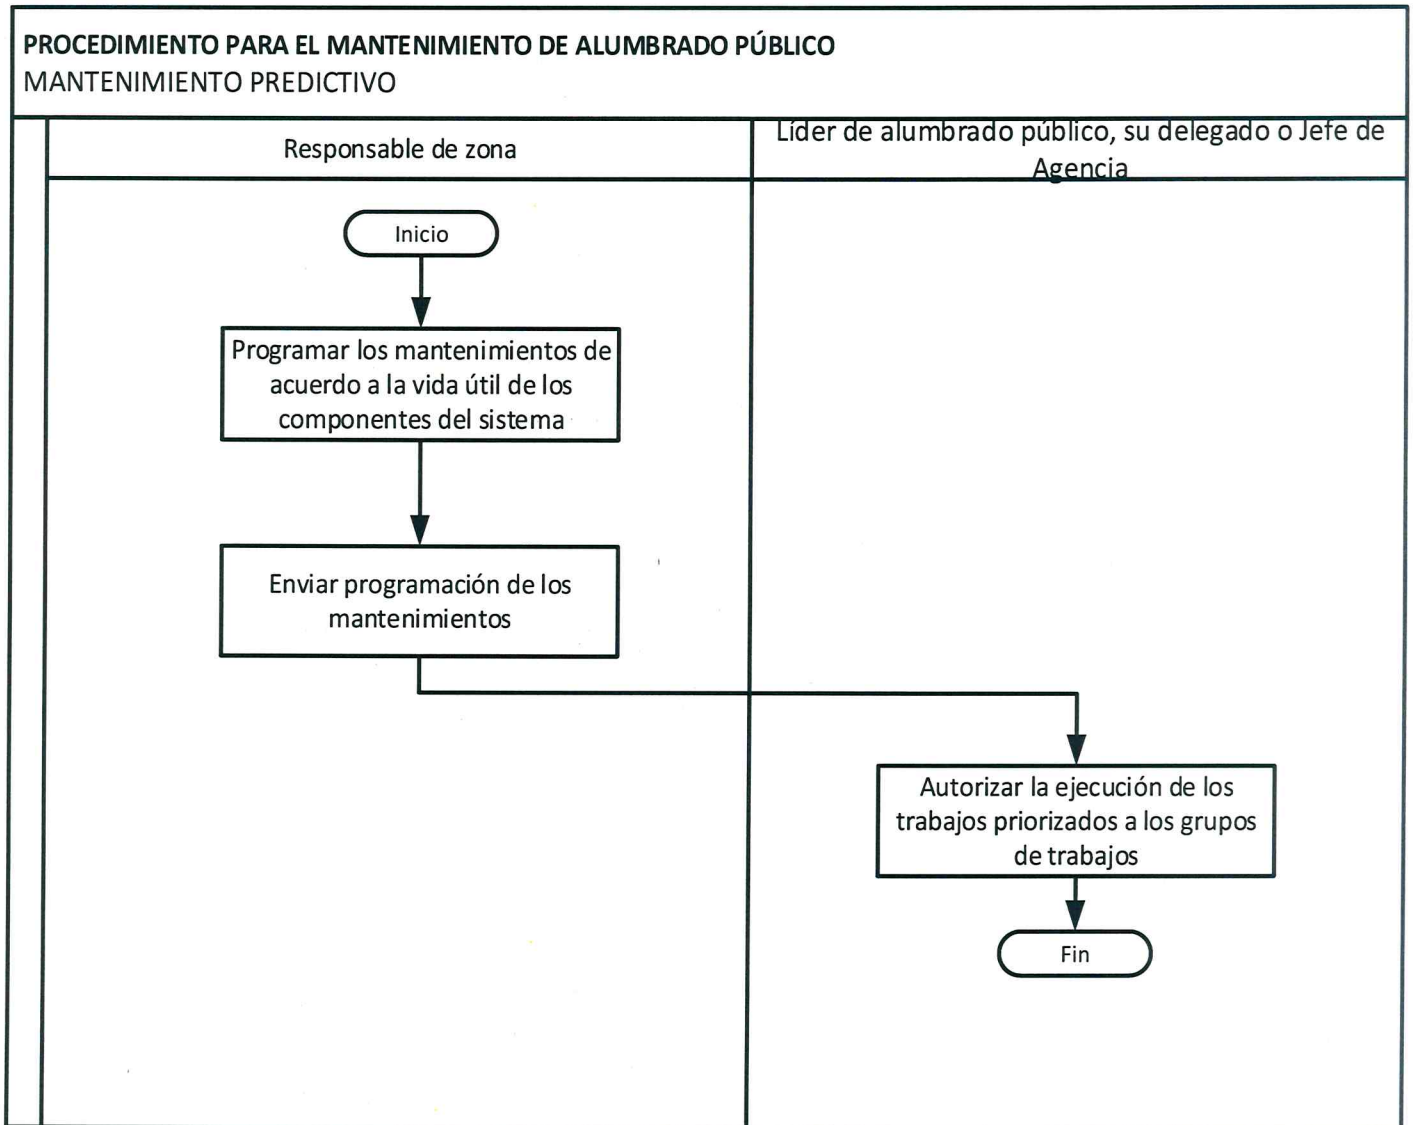 PROCEDIMIENTO PARA EL MANTENIMIENTO DE ALUMBRADO PÚBLICO
MANTENIMIENTO PREDICTIVO
Responsable de zona
Líder de alumbrado público, su delegado o Jefe de
Agencia
Inicio
Programar los mantenimientos de
acuerdo a la vida útil de los
componentes del sistema
Enviar programación de los
mantenimientos
Autorizar la ejecución de los
trabajos priorizados a los grupos
de trabajos
Fin